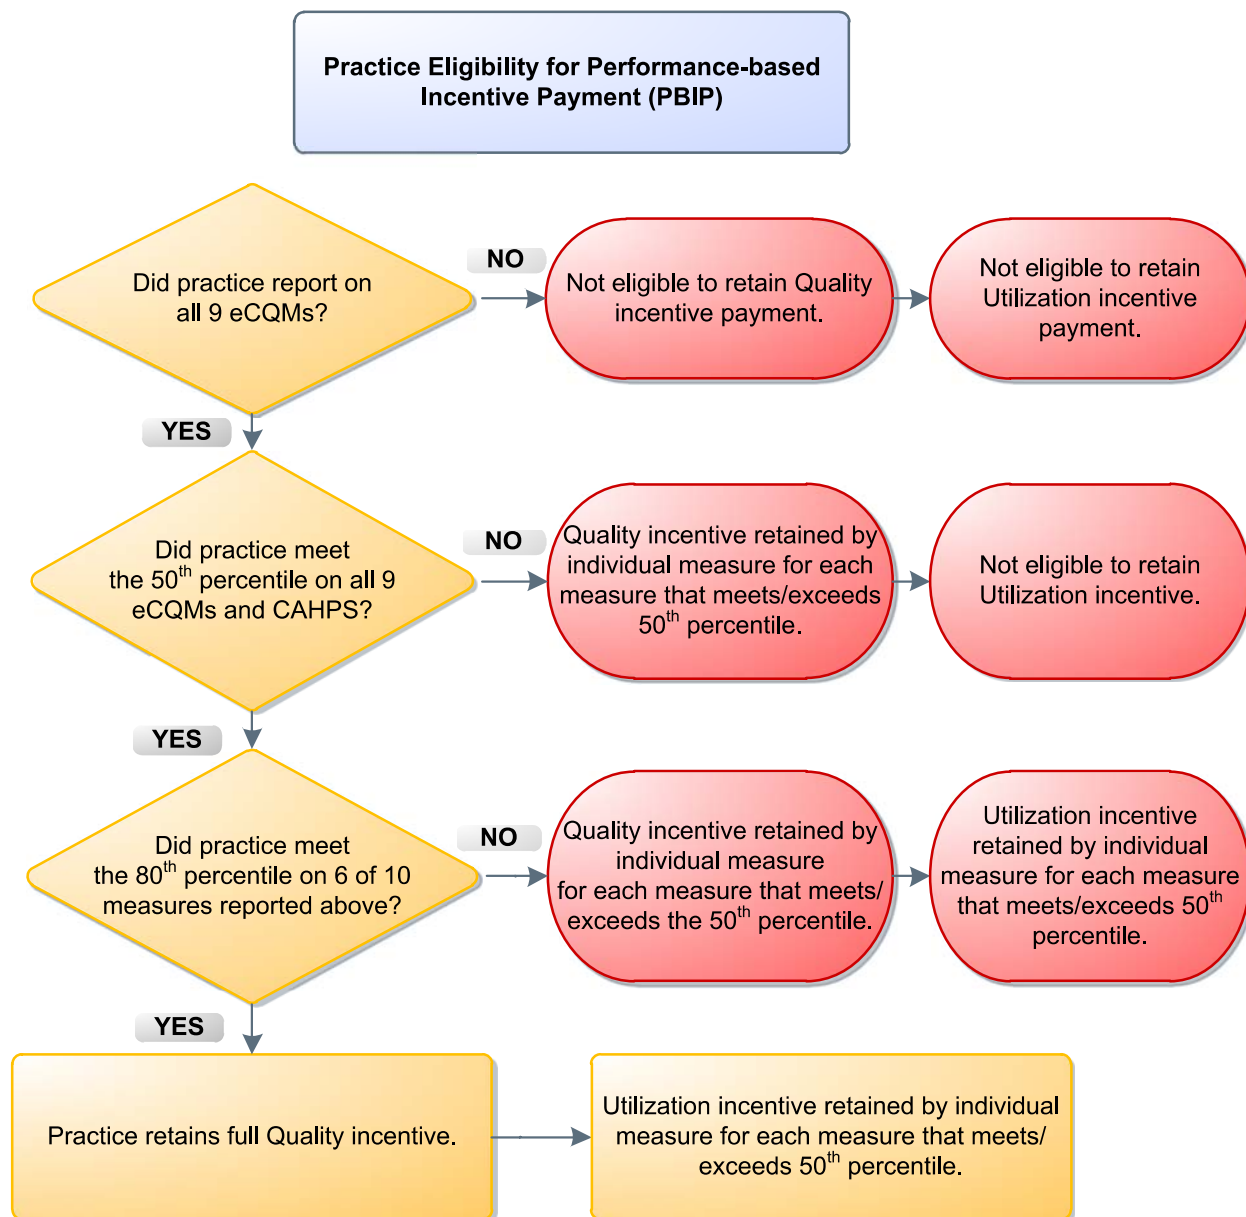 Practice Eligibility for Performance-based
Incentive Payment (PBIP)
Did practice report on
all 9 eCQMs?
NO
Not eligible to retain Quality
incentive payment.
Not eligible to retain
Utilization incentive
payment.
YES
Did practice meet
the 50th percentile on all 9
eCQMs and CAHPS?
NO
Quality incentive retained by
individual measure for each
measure that meets/exceeds
50th percentile.
Not eligible to retain
Utilization incentive.
YES
Did practice meet
the 80th percentile on 6 of 10
measures reported above?
NO
Quality incentive retained by
individual measure
for each measure that meets/
exceeds the 50th percentile.
Utilization incentive
retained by individual
measure for each measure
that meets/exceeds 50th
percentile.
YES
Practice retains full Quality incentive.
Utilization incentive retained by individual
measure for each measure that meets/
exceeds 50th percentile.